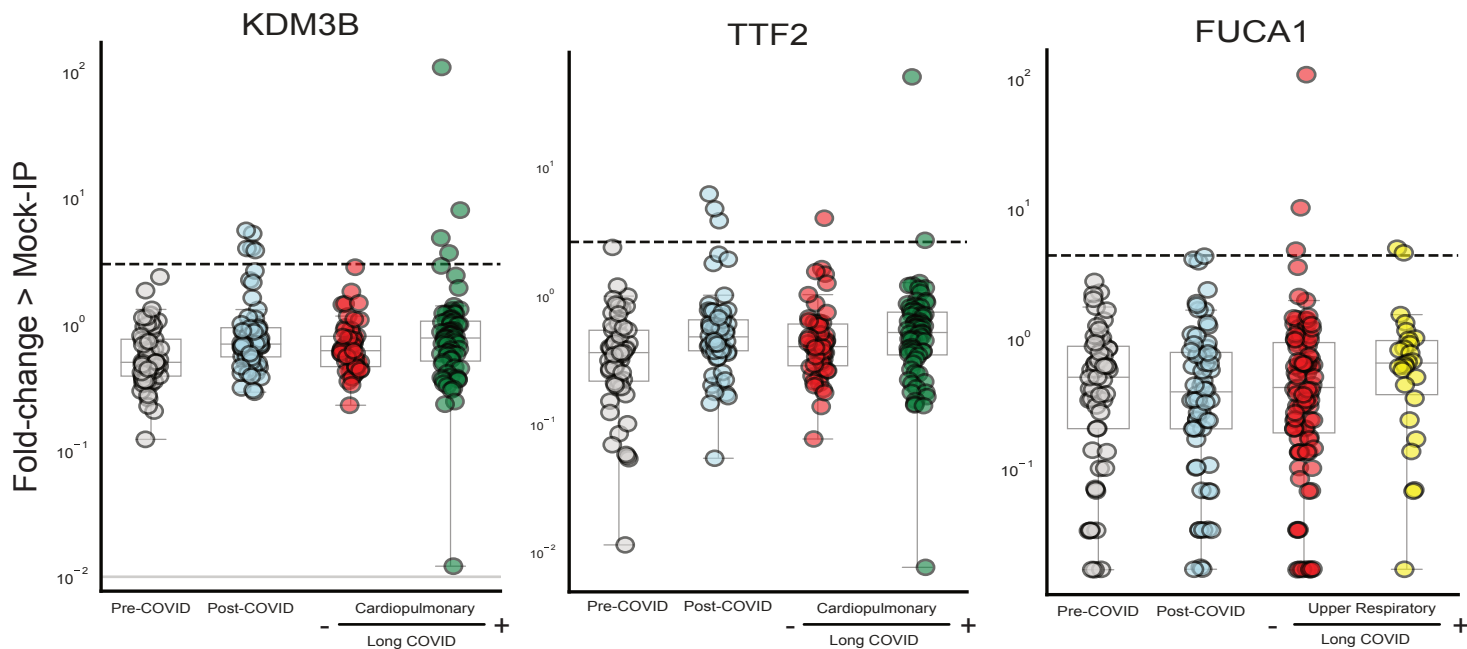 KDM3B
TTF2
FUCA1
Fold-change > Mock-IP
10²
10¹
10⁰
10⁻¹
10⁻²
Pre-COVID
Post-COVID
Cardiopulmonary
-
+
Long COVID
10¹
10⁰
10⁻¹
10⁻²
Pre-COVID
Post-COVID
Cardiopulmonary
-
+
Long COVID
10²
10¹
10⁰
10⁻¹
Pre-COVID
Post-COVID
Upper Respiratory
-
+
Long COVID